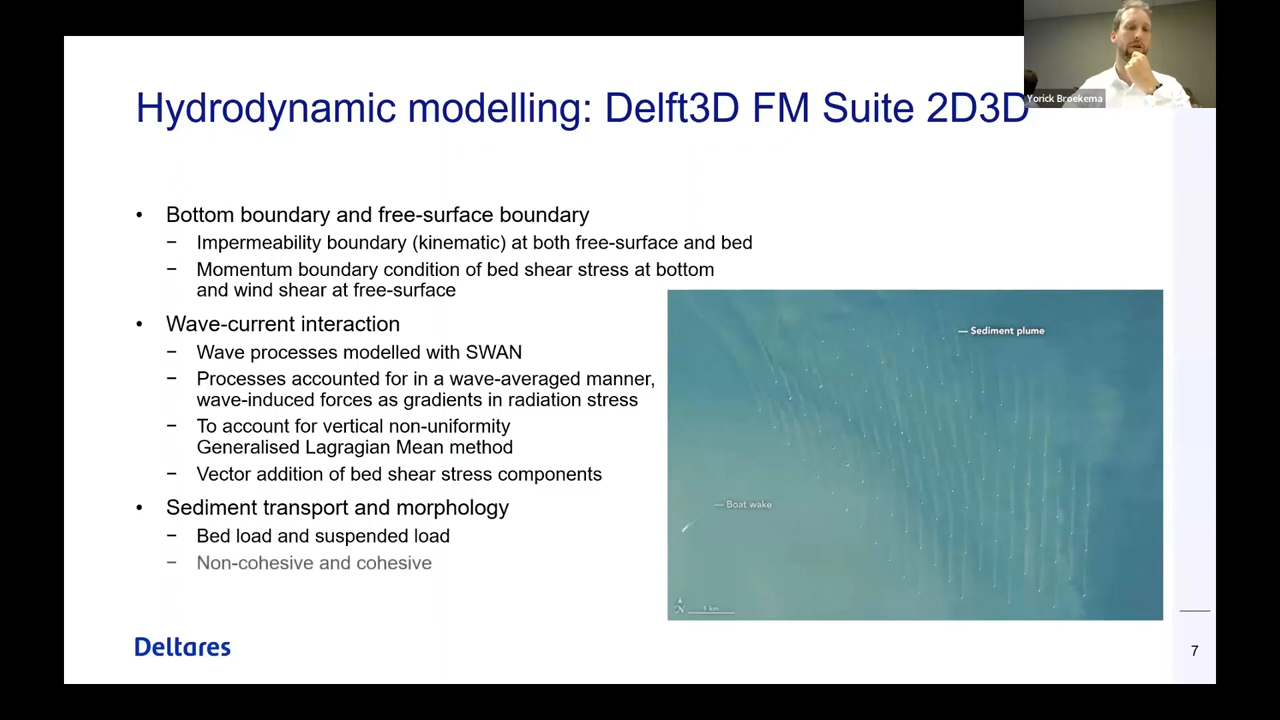 Hydrodynamic modelling: Delft3D FM Suite 2D3D
Yorick Broekema
• Bottom boundary and free-surface boundary
− Impermeability boundary (kinematic) at both free-surface and bed
− Momentum boundary condition of bed shear stress at bottom
and wind shear at free-surface
• Wave-current interaction
− Wave processes modelled with SWAN
− Processes accounted for in a wave-averaged manner,
wave-induced forces as gradients in radiation stress
− To account for vertical non-uniformity
Generalised Lagragian Mean method
− Vector addition of bed shear stress components
• Sediment transport and morphology
− Bed load and suspended load
− Non-cohesive and cohesive
Sediment plume
Boat wake
N
1 km
Deltares
7